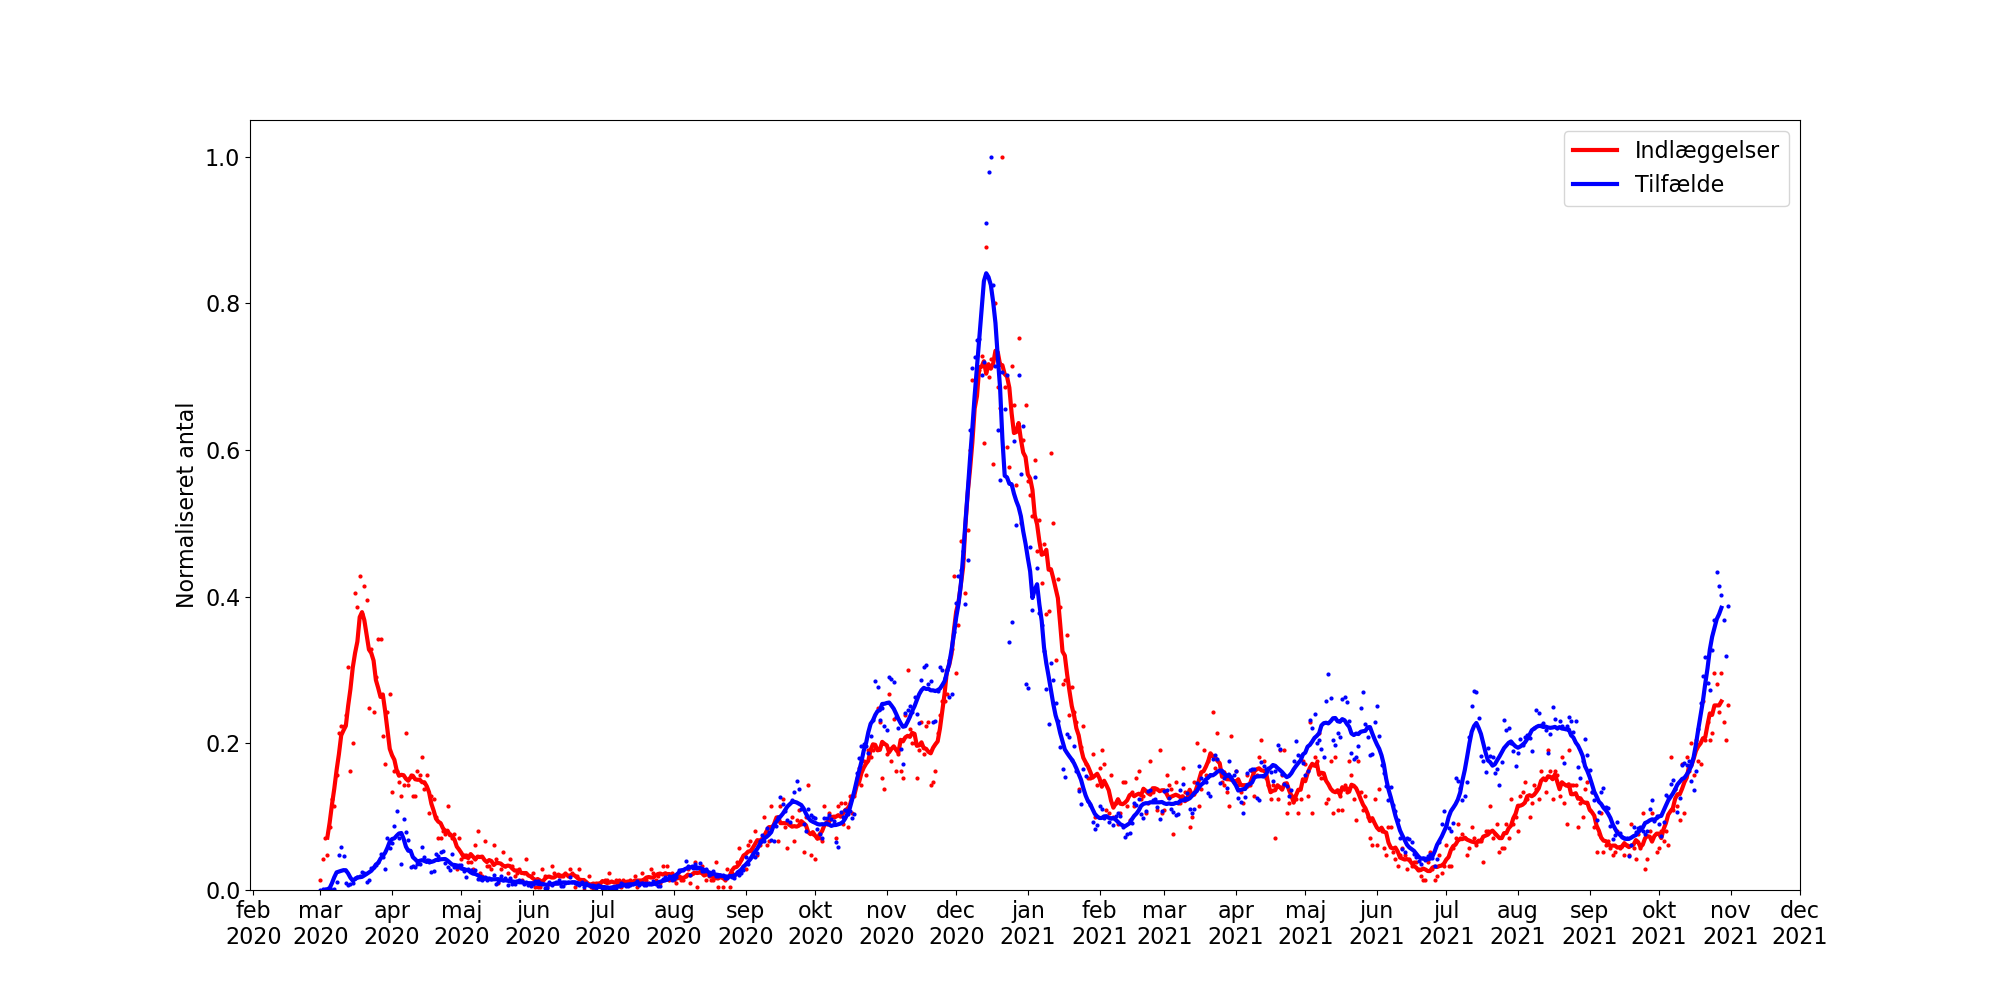 Indlæggelser
Tilfælde
Normaliseret antal
1.0
0.8
0.6
0.4
0.2
0.0
feb mar apr maj jun jul aug sep okt nov dec jan feb mar apr maj jun jul aug sep okt nov dec
2020 2020 2020 2020 2020 2020 2020 2020 2020 2020 2020 2021 2021 2021 2021 2021 2021 2021 2021 2021 2021 2021 2021